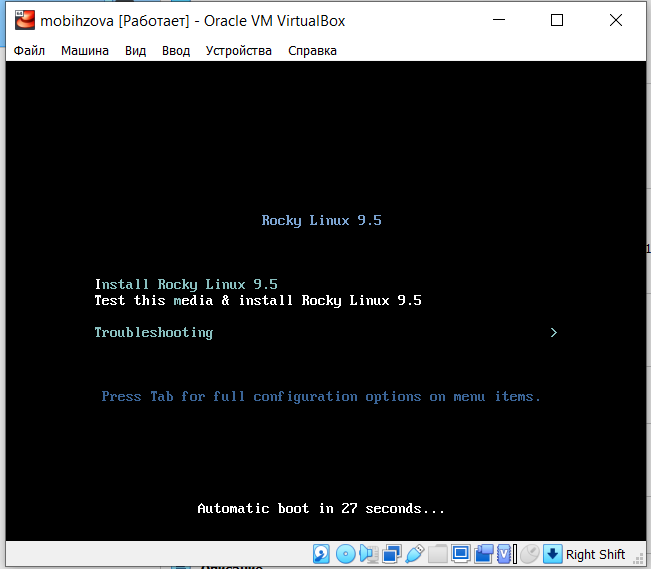 mobihzova [Работает] - Oracle VM VirtualBox
Файл Машина Вид Ввод Устройства Справка
Rocky Linux 9.5
Install Rocky Linux 9.5
Test this media & install Rocky Linux 9.5
Troubleshooting >
Press Tab for full configuration options on menu items.
Automatic boot in 27 seconds...
Right Shift